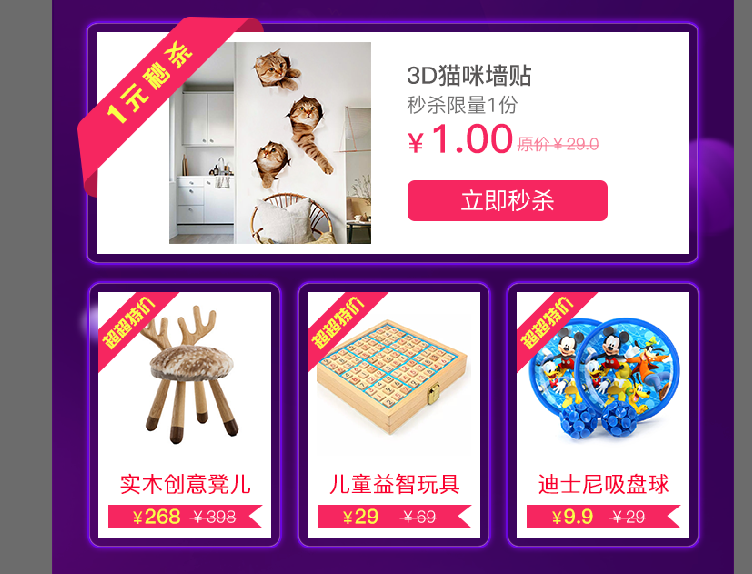 1元秒杀
3D猫咪墙贴
秒杀限量1份
¥1.00 原价¥29.0
立即秒杀
超超特价
超超特价
超超特价
实木创意凳儿
儿童益智玩具
迪士尼吸盘球
¥268 ¥398
¥29 ¥69
¥9.9 ¥29